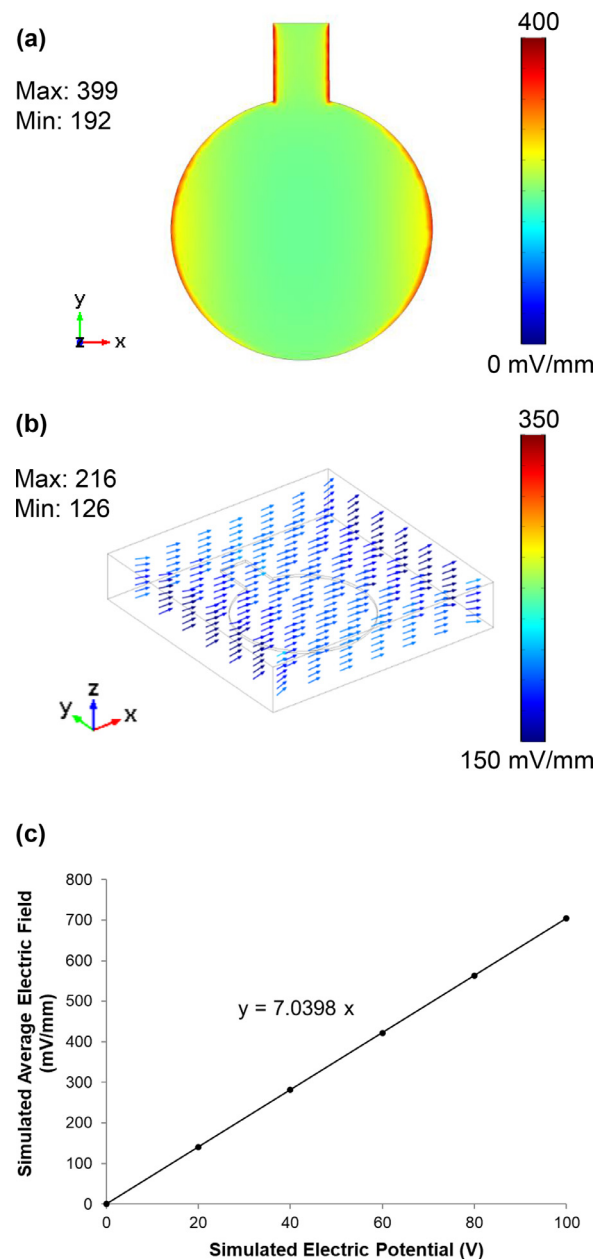 (a)
Max: 399
Min: 192
400
0 mV/mm
y
z
x
(b)
Max: 216
Min: 126
350
150 mV/mm
z
y
x
(c)
Simulated Average Electric Field
(mV/mm)
800
700
600
500
400
300
200
100
0
y = 7.0398 x
0 20 40 60 80 100
Simulated Electric Potential (V)